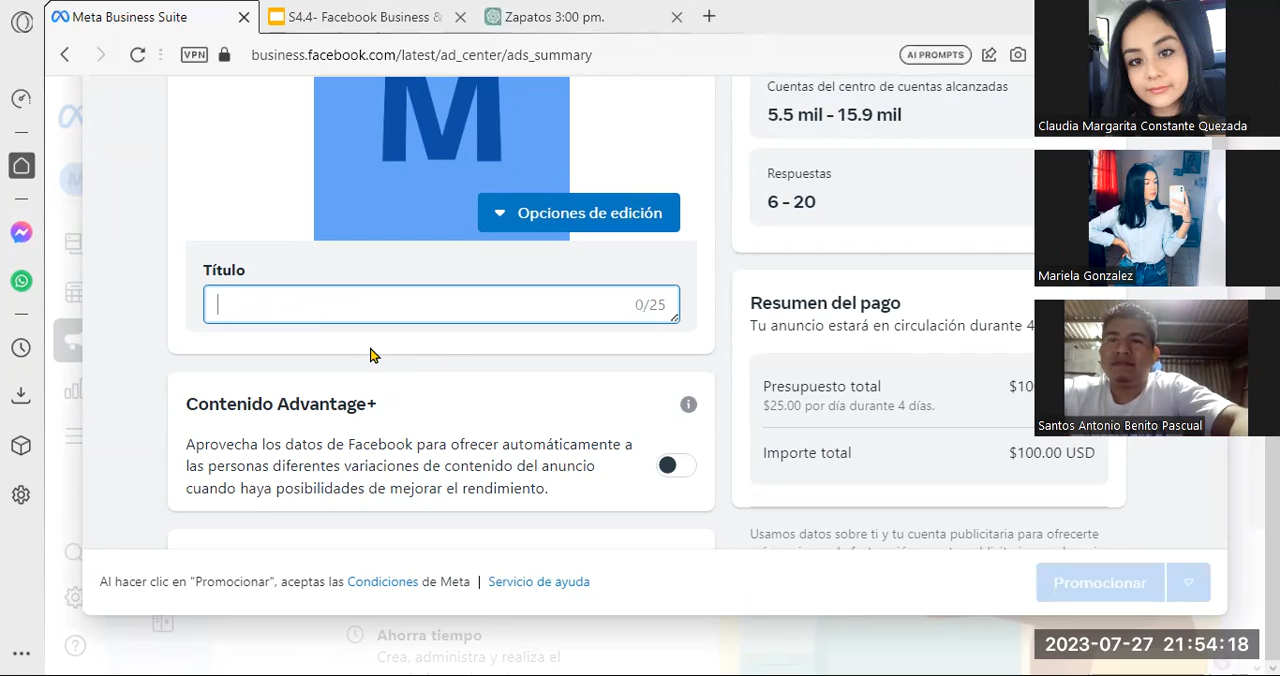 Meta Business Suite
S4.4- Facebook Business &
Zapatos 3:00 pm.
VPN
business.facebook.com/latest/ad_center/ads_summary
AI PROMPTS
M
Opciones de edición
Título
0/25
Contenido Advantage+
Aprovecha los datos de Facebook para ofrecer automáticamente a
las personas diferentes variaciones de contenido del anuncio
cuando haya posibilidades de mejorar el rendimiento.
Cuentas del centro de cuentas alcanzadas
5.5 mil - 15.9 mil
Respuestas
6 - 20
Resumen del pago
Tu anuncio estará en circulación durante 4
Presupuesto total
$10
$25.00 por día durante 4 días.
Importe total
$100.00 USD
Usamos datos sobre ti y tu cuenta publicitaria para ofrecerte
Al hacer clic en "Promocionar", aceptas las Condiciones de Meta | Servicio de ayuda
Promocionar
Ahorra tiempo
Crea, administra y realiza el
Claudia Margarita Constante Quezada
Mariela Gonzalez
Santos Antonio Benito Pascual
2023-07-27 21:54:18